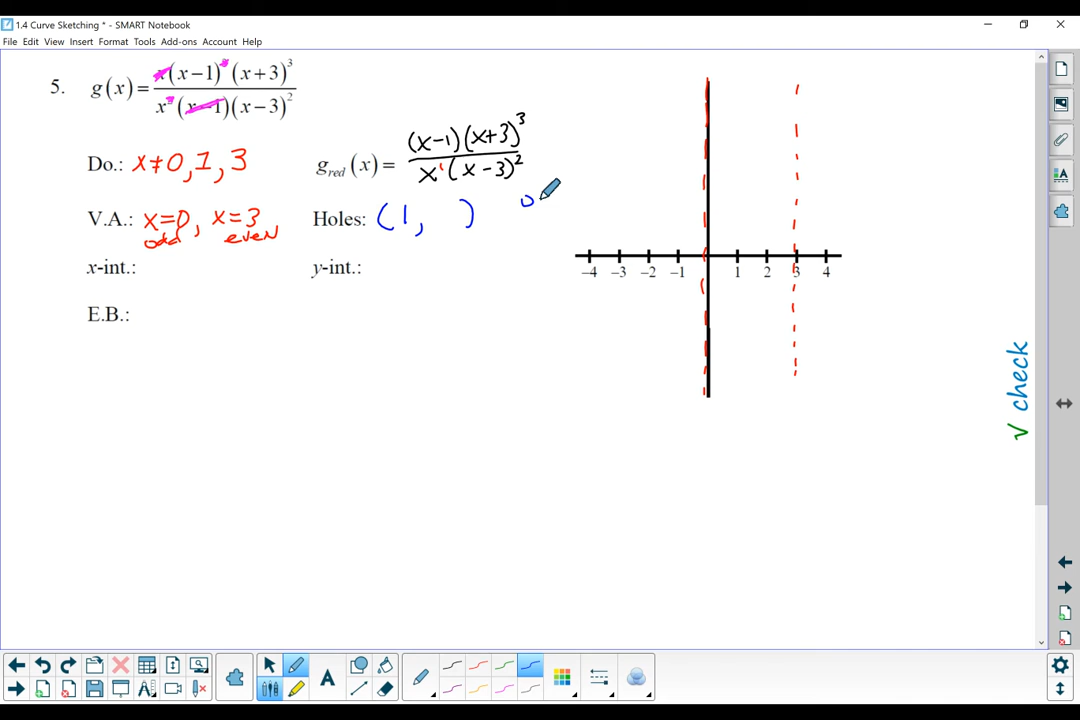 1.4 Curve Sketching * - SMART Notebook
File Edit View Insert Format Tools Add-ons Account Help
5. g(x) = x(x-1)²(x+3)³ / x²(x-1)(x-3)²
Do.: x≠0,1,3
g_red(x) = (x-1)(x+3)³ / x¹(x-3)²
V.A.: x=0, x=3
odd even
Holes: (1, ) 0
x-int.: y-int.:
E.B.:
-4 -3 -2 -1 1 2 3 4
√ check